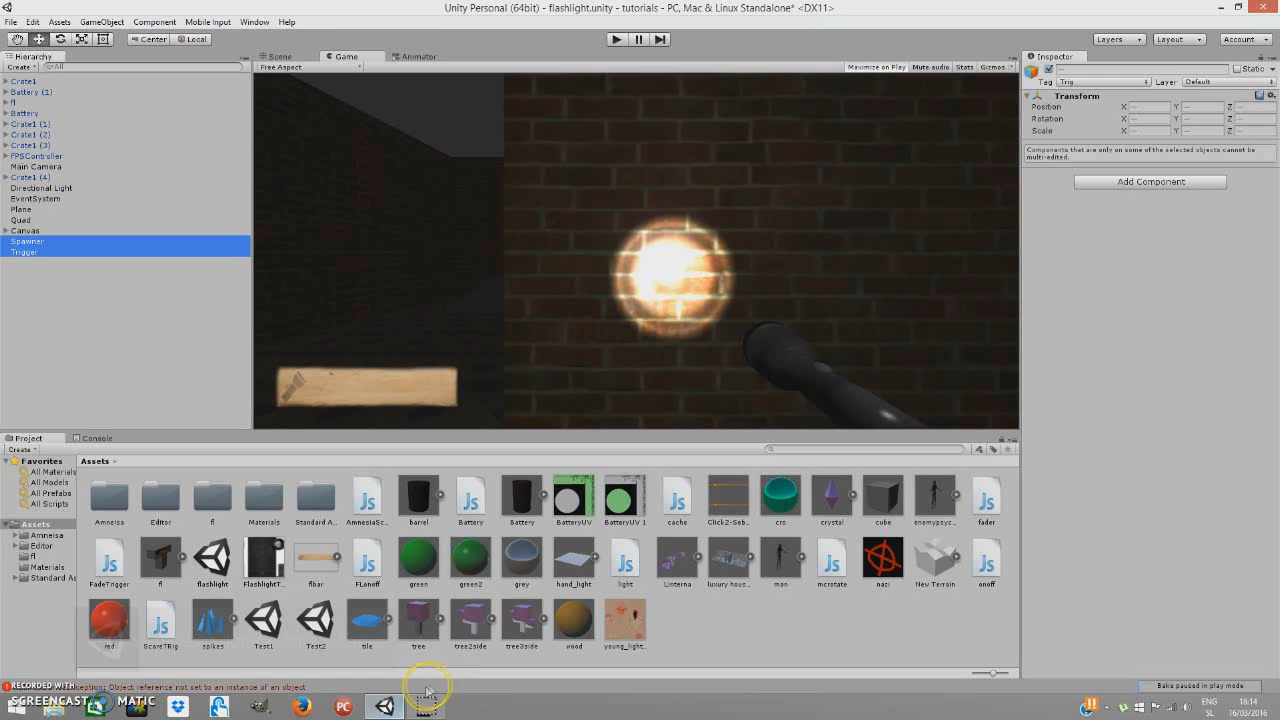 Unity Personal (64bit) - flashlight.unity - tutorials - PC, Mac & Linux Standalone* <DX11>
File Edit Assets GameObject Component Mobile Input Window Help
Center Local Layers Layout Account
Hierarchy
Create All
Crate1
Battery (1)
fl
Battery
Crate1 (1)
Crate1 (2)
Crate1 (3)
FPSController
Main Camera
Crate1 (4)
Directional Light
EventSystem
Plane
Quad
Canvas
Spawner
Trigger
Scene Game Animator
Free Aspect Maximize on Play Mute audio Stats Gizmos
Inspector
Static
Tag Trig Layer Default
Transform
Position X Y Z
Rotation X Y Z
Scale X Y Z
Components that are only on some of the selected objects cannot be
multi-edited.
Add Component
Project Console
Create
Favorites
All Materials
All Models
All Prefabs
All Scripts
Assets
Amneisa
Editor
fl
Materials
Standard As
Assets
Amneisa Editor fl Materials Standard A... AmnesiaSc... barrel Battery Battery BatteryUV BatteryUV 1 cache Click2-Seb... crs crystal cube enemypsyc... fader
FadeTrigger fl flashlight FlashlightT... flbar FLonoff green green2 grey hand_light light Linterna luxury hous... man mcrotate nazi New Terrain onoff
red ScareTRig spikes Test1 Test2 tile tree tree2side tree3side wood young_light...
RECORDED WITH
SCREENCAST MATIC
ception: Object reference not set to an instance of an object
Bake paused in play mode
PC
ENG
SL
18:14
16/03/2016